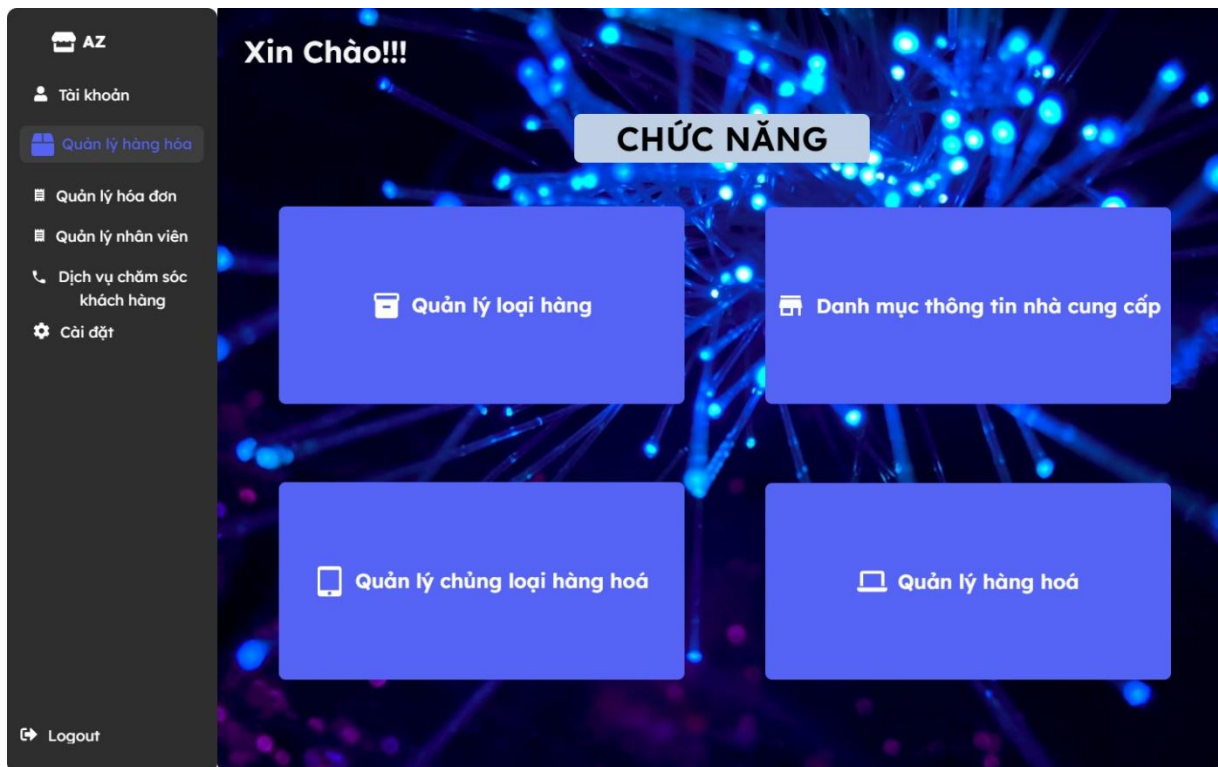 AZ
Tài khoản
Quản lý hàng hóa
Quản lý hóa đơn
Quản lý nhân viên
Dịch vụ chăm sóc
khách hàng
Cài đặt
Logout
Xin Chào!!!
CHỨC NĂNG
Quản lý loại hàng
Danh mục thông tin nhà cung cấp
Quản lý chủng loại hàng hoá
Quản lý hàng hoá